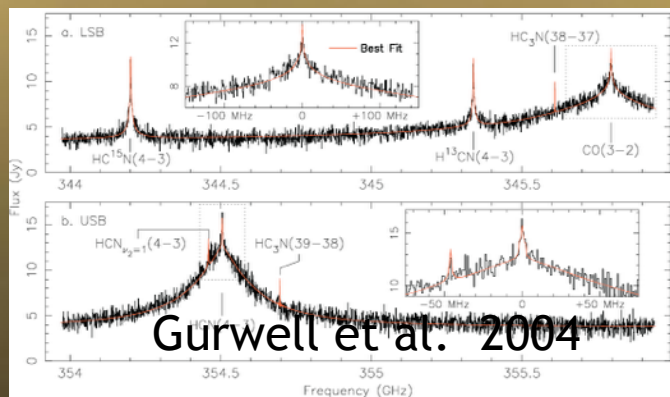 a. LSB
Best Fit
HC₃N(38−37)
14
12
8
−100 MHz 0 +100 MHz
15
10
5
0
HC¹⁵N(4−3)
H¹³CN(4−3)
CO(3−2)
344 344.5 345 345.5
Flux (Jy)
b. USB
HCN_ν₂=1(4−3)
HC₃N(39−38)
15
10
−50 MHz 0 +50 MHz
15
10
5
0
Gurwell et al. 2004
354 354.5 355 355.5
Frequency (GHz)